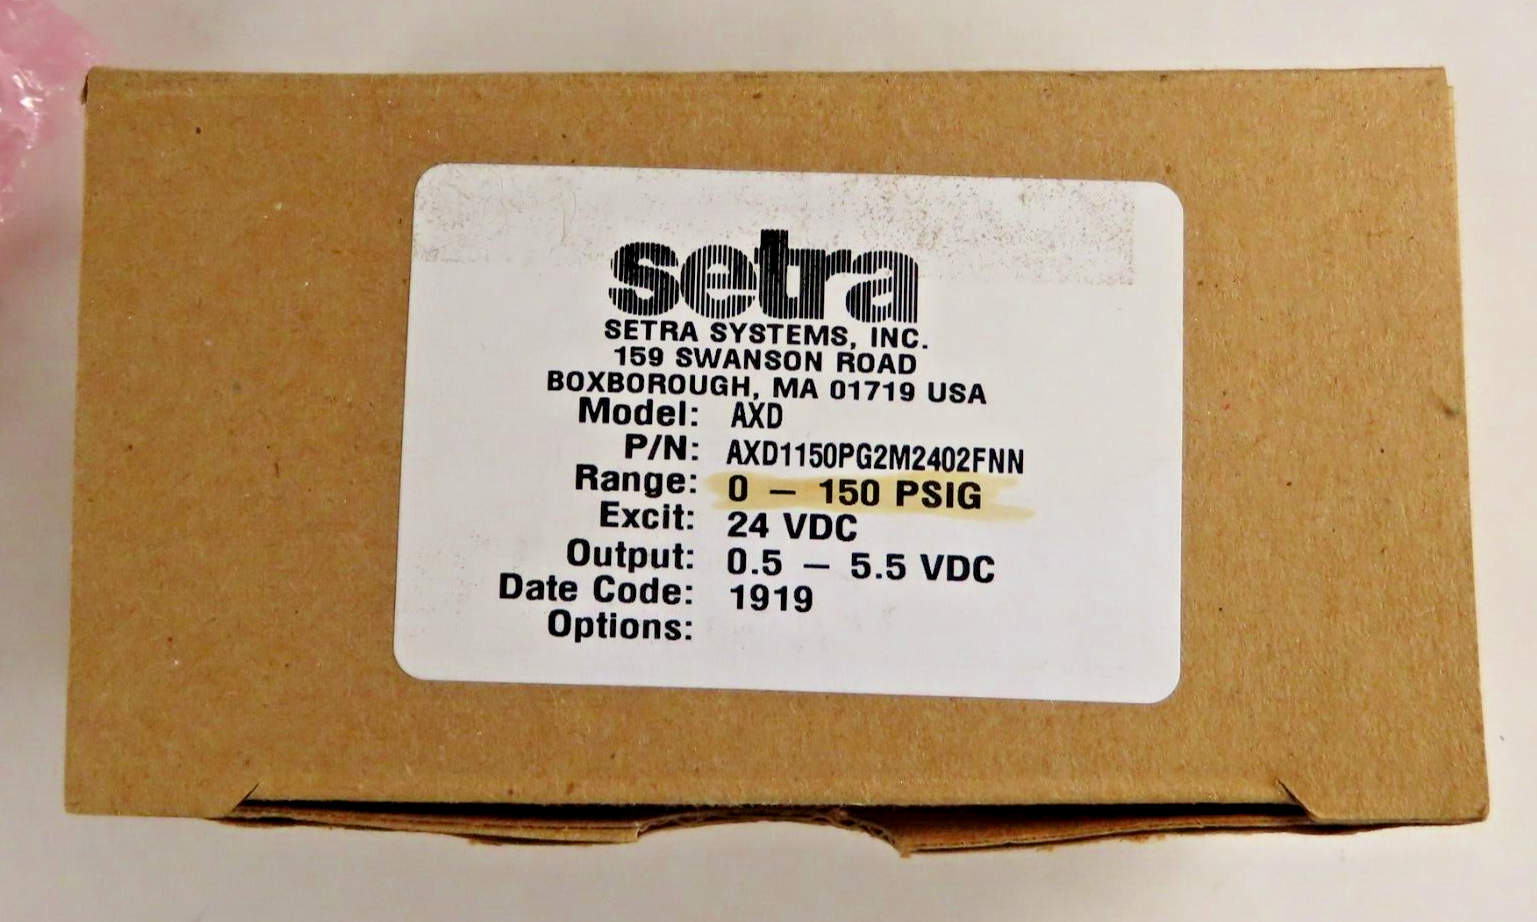 setra
SETRA SYSTEMS, INC.
159 SWANSON ROAD
BOXBOROUGH, MA 01719 USA
Model: AXD
P/N: AXD1150PG2M2402FNN
Range: 0 – 150 PSIG
Excit: 24 VDC
Output: 0.5 – 5.5 VDC
Date Code: 1919
Options: